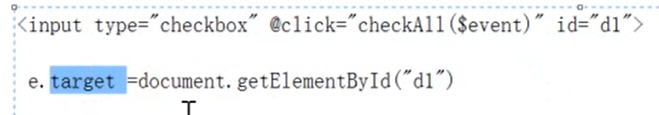 <input type="checkbox" @click="checkAll($event)" id="d1">
e.target =document.getElementById("d1")